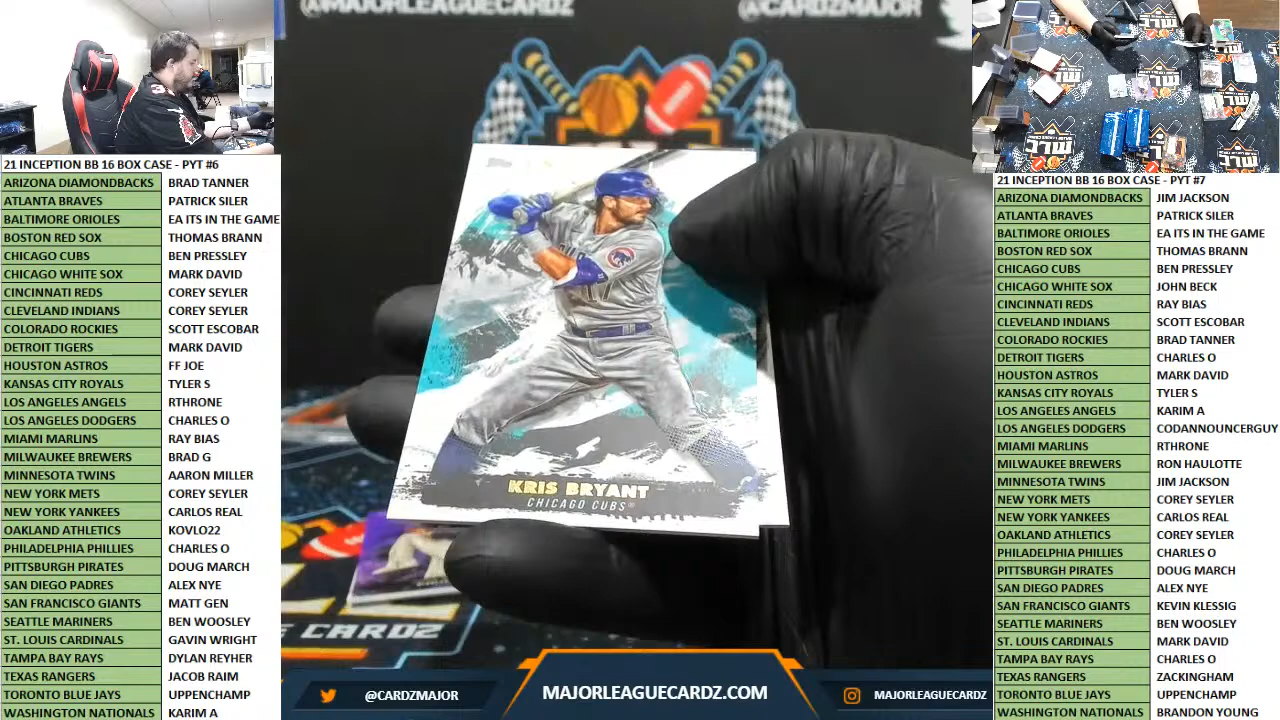 @MAJORLEAGUECARDZ
@CARDZMAJOR
21 INCEPTION BB 16 BOX CASE - PYT #6
ARIZONA DIAMONDBACKS BRAD TANNER
ATLANTA BRAVES PATRICK SILER
BALTIMORE ORIOLES EA ITS IN THE GAME
BOSTON RED SOX THOMAS BRANN
CHICAGO CUBS BEN PRESSLEY
CHICAGO WHITE SOX MARK DAVID
CINCINNATI REDS COREY SEYLER
CLEVELAND INDIANS COREY SEYLER
COLORADO ROCKIES SCOTT ESCOBAR
DETROIT TIGERS MARK DAVID
HOUSTON ASTROS FF JOE
KANSAS CITY ROYALS TYLER S
LOS ANGELES ANGELS RTHRONE
LOS ANGELES DODGERS CHARLES O
MIAMI MARLINS RAY BIAS
MILWAUKEE BREWERS BRAD G
MINNESOTA TWINS AARON MILLER
NEW YORK METS COREY SEYLER
NEW YORK YANKEES CARLOS REAL
OAKLAND ATHLETICS KOVLO22
PHILADELPHIA PHILLIES CHARLES O
PITTSBURGH PIRATES DOUG MARCH
SAN DIEGO PADRES ALEX NYE
SAN FRANCISCO GIANTS MATT GEN
SEATTLE MARINERS BEN WOOSLEY
ST. LOUIS CARDINALS GAVIN WRIGHT
TAMPA BAY RAYS DYLAN REYHER
TEXAS RANGERS JACOB RAIM
TORONTO BLUE JAYS UPPENCHAMP
WASHINGTON NATIONALS KARIM A
KRIS BRYANT
CHICAGO CUBS®
E CARDZ
@CARDZMAJOR
MAJORLEAGUECARDZ.COM
MAJORLEAGUECARDZ
21 INCEPTION BB 16 BOX CASE - PYT #7
ARIZONA DIAMONDBACKS JIM JACKSON
ATLANTA BRAVES PATRICK SILER
BALTIMORE ORIOLES EA ITS IN THE GAME
BOSTON RED SOX THOMAS BRANN
CHICAGO CUBS BEN PRESSLEY
CHICAGO WHITE SOX JOHN BECK
CINCINNATI REDS RAY BIAS
CLEVELAND INDIANS SCOTT ESCOBAR
COLORADO ROCKIES BRAD TANNER
DETROIT TIGERS CHARLES O
HOUSTON ASTROS MARK DAVID
KANSAS CITY ROYALS TYLER S
LOS ANGELES ANGELS KARIM A
LOS ANGELES DODGERS CODANNOUNCERGUY
MIAMI MARLINS RTHRONE
MILWAUKEE BREWERS RON HAULOTTE
MINNESOTA TWINS JIM JACKSON
NEW YORK METS COREY SEYLER
NEW YORK YANKEES CARLOS REAL
OAKLAND ATHLETICS COREY SEYLER
PHILADELPHIA PHILLIES CHARLES O
PITTSBURGH PIRATES DOUG MARCH
SAN DIEGO PADRES ALEX NYE
SAN FRANCISCO GIANTS KEVIN KLESSIG
SEATTLE MARINERS BEN WOOSLEY
ST. LOUIS CARDINALS MARK DAVID
TAMPA BAY RAYS CHARLES O
TEXAS RANGERS ZACKINGHAM
TORONTO BLUE JAYS UPPENCHAMP
WASHINGTON NATIONALS BRANDON YOUNG